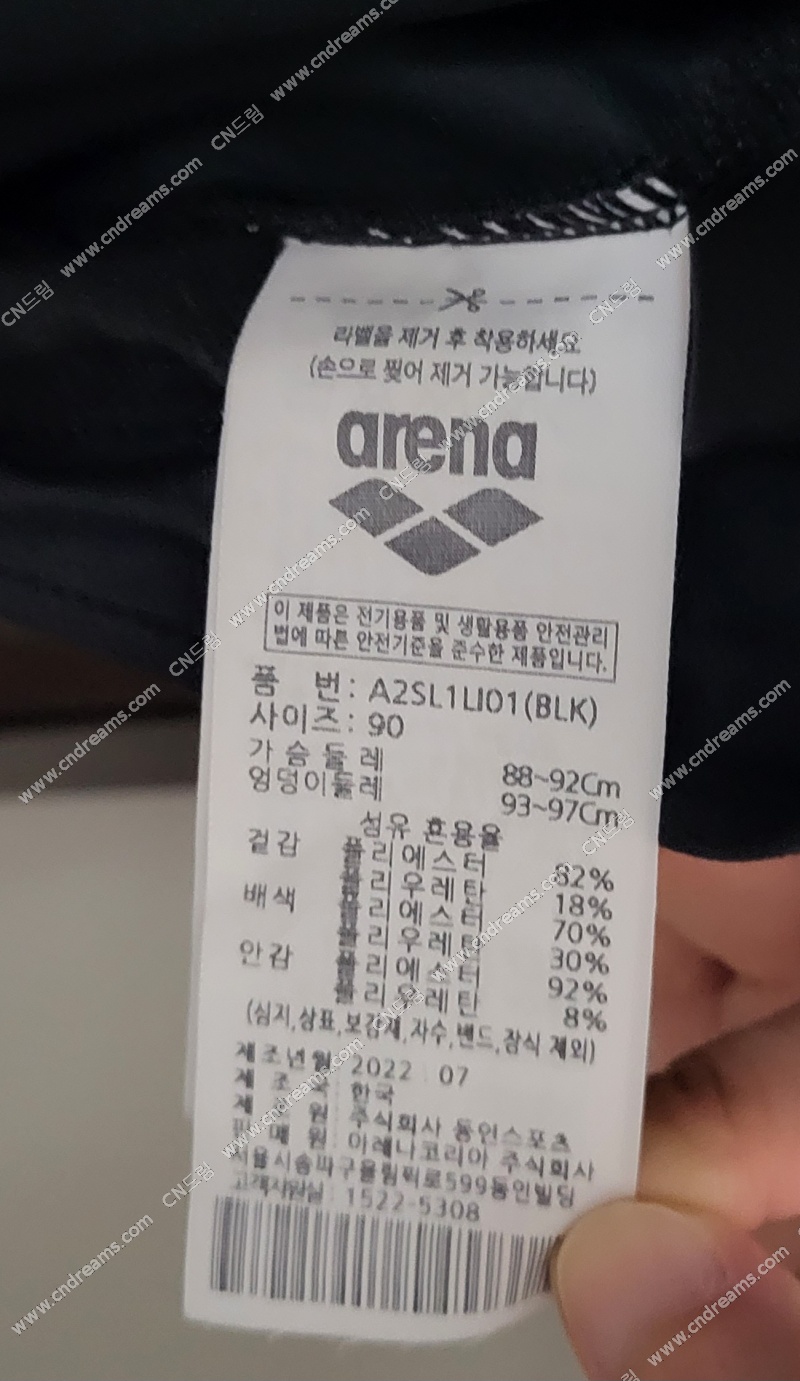 라벨을 제거 후 착용하세요
(손으로 찢어 제거 가능합니다)
arena
이 제품은 전기용품 및 생활용품 안전관리
법에 따른 안전기준을 준수한 제품입니다.
품 번: A2SL1LI01(BLK)
사이즈: 90
가슴둘레 88~92Cm
엉덩이둘레 93~97Cm
섬유 혼용율
겉감 폴리에스터 82%
폴리우레탄 18%
배색 폴리에스터 70%
폴리우레탄 30%
안감 폴리에스터 92%
폴리우레탄 8%
(심지,상표,보강재,자수,밴드,장식 제외)
제조년월 2022 07
제조국 한국
제조원 주식회사 동인스포츠
판매원 아레나코리아 주식회사
서울시송파구올림픽로599동인빌딩
고객지원실 : 1522-5308
CN드림 www.cndreams.com